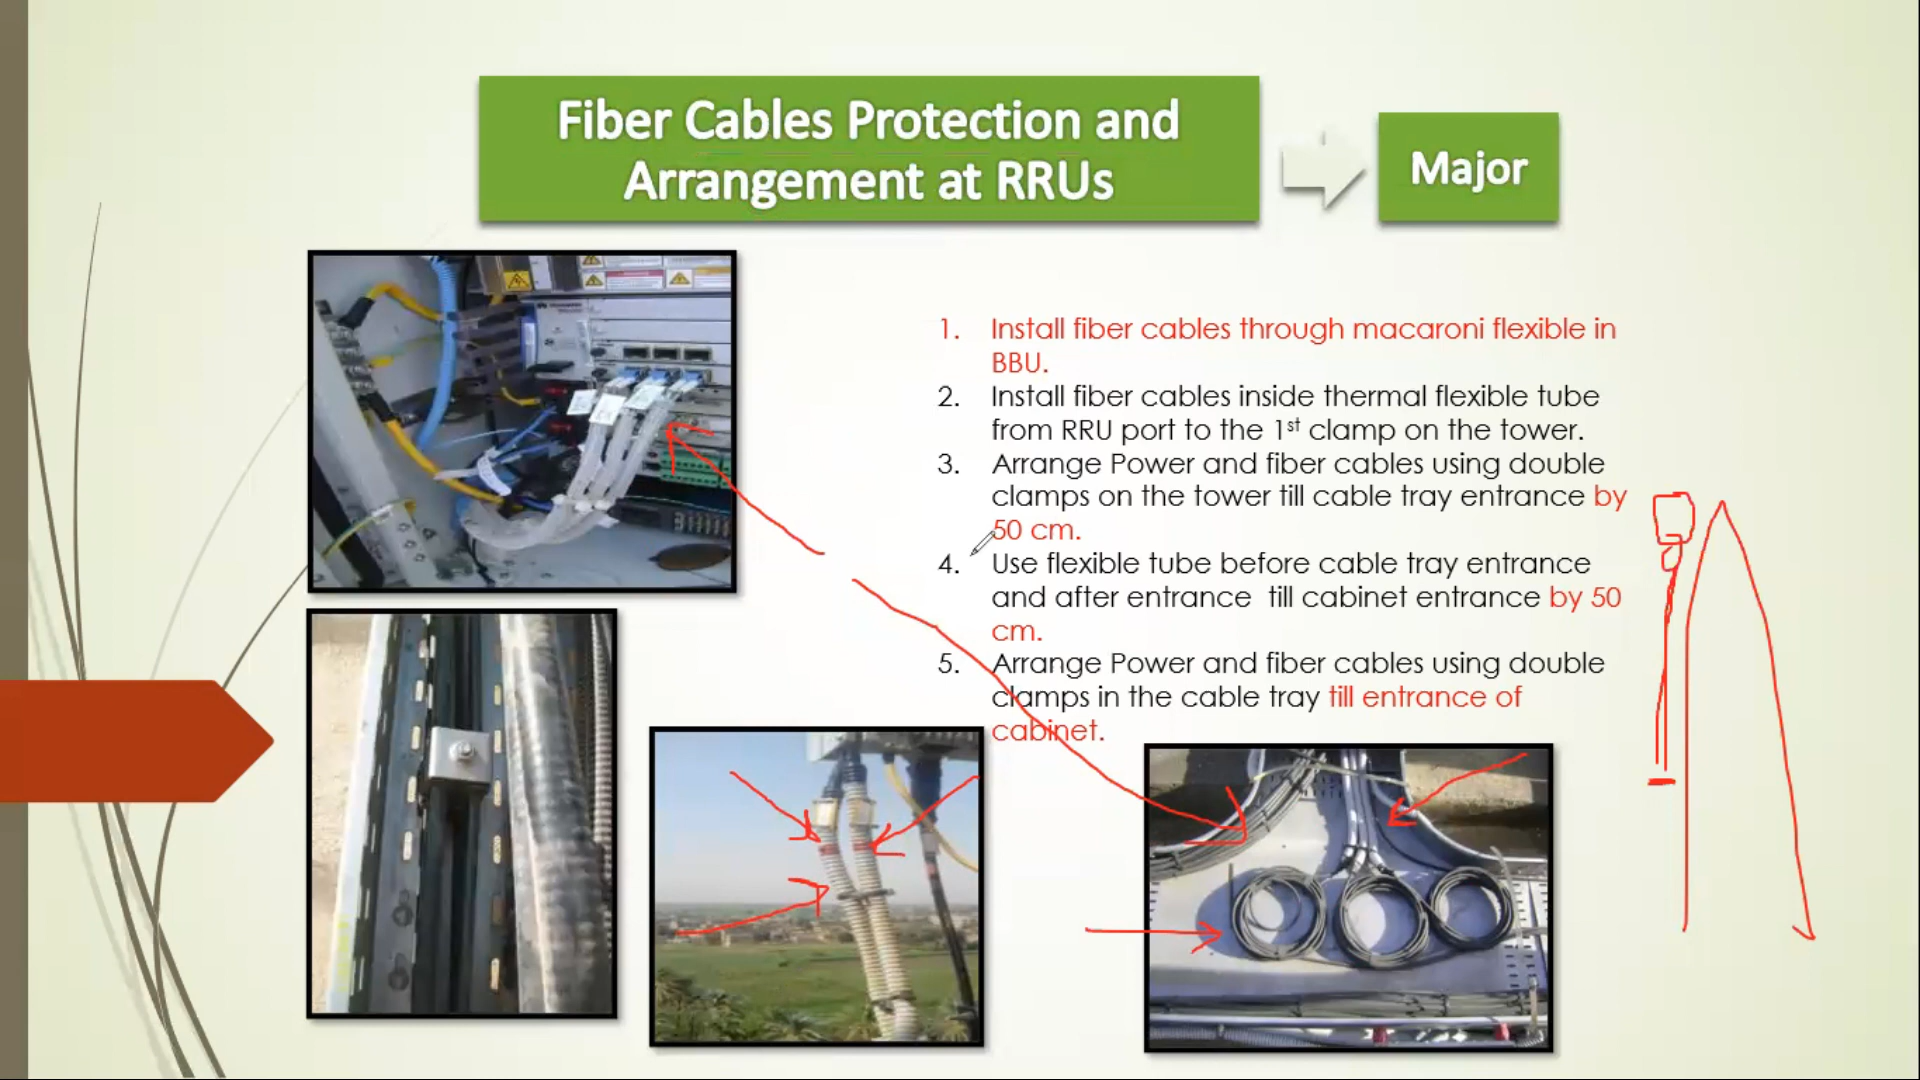 Fiber Cables Protection and
Arrangement at RRUs
Major
1. Install fiber cables through macaroni flexible in
BBU.
2. Install fiber cables inside thermal flexible tube
from RRU port to the 1st clamp on the tower.
3. Arrange Power and fiber cables using double
clamps on the tower till cable tray entrance by
50 cm.
4. Use flexible tube before cable tray entrance
and after entrance till cabinet entrance by 50
cm.
5. Arrange Power and fiber cables using double
clamps in the cable tray till entrance of
cabinet.